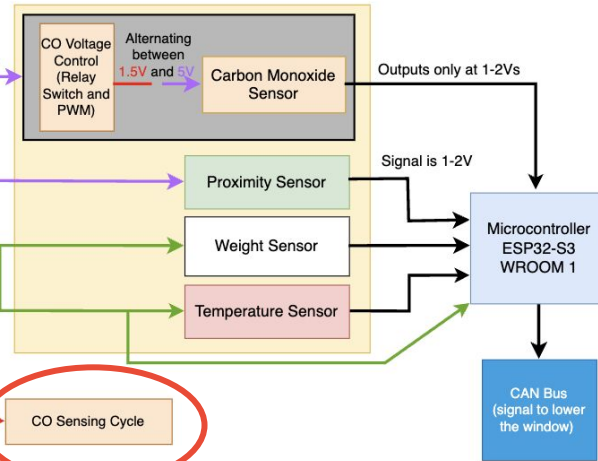 CO Voltage
Control
(Relay
Switch and
PWM)
Alternating
between
1.5V and 5V
Carbon Monoxide
Sensor
Outputs only at 1-2Vs
Proximity Sensor
Signal is 1-2V
Weight Sensor
Temperature Sensor
Microcontroller
ESP32-S3
WROOM 1
CO Sensing Cycle
CAN Bus
(signal to lower
the window)